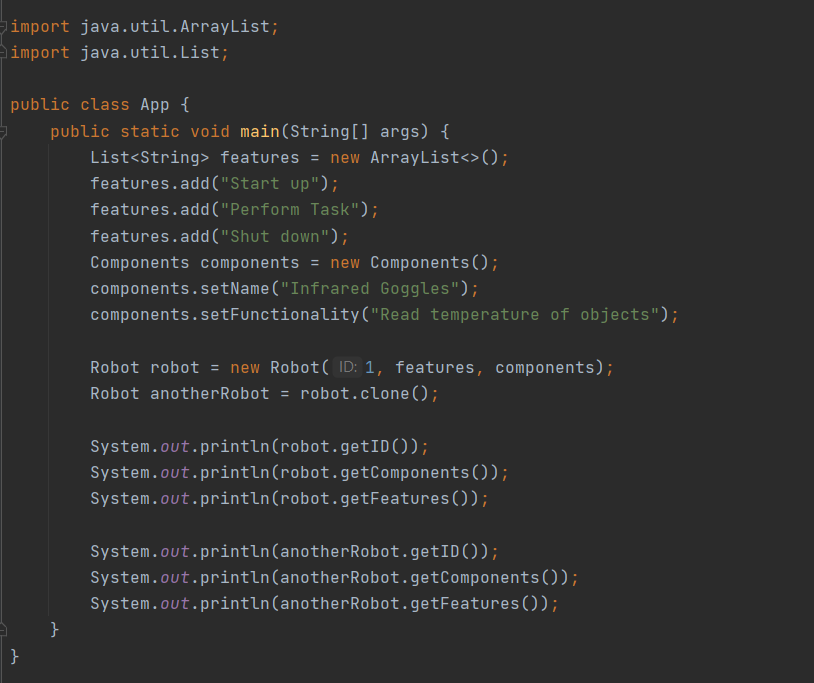 import java.util.ArrayList;
import java.util.List;

public class App {
    public static void main(String[] args) {
        List<String> features = new ArrayList<>();
        features.add("Start up");
        features.add("Perform Task");
        features.add("Shut down");
        Components components = new Components();
        components.setName("Infrared Goggles");
        components.setFunctionality("Read temperature of objects");

        Robot robot = new Robot( ID: 1, features, components);
        Robot anotherRobot = robot.clone();

        System.out.println(robot.getID());
        System.out.println(robot.getComponents());
        System.out.println(robot.getFeatures());

        System.out.println(anotherRobot.getID());
        System.out.println(anotherRobot.getComponents());
        System.out.println(anotherRobot.getFeatures());
    }
}